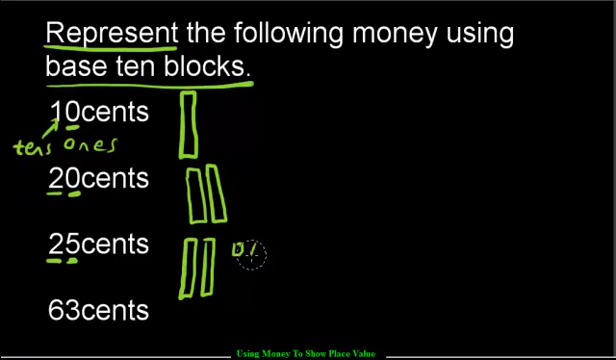 Represent the following money using
base ten blocks.
10cents
tens ones
20cents
25cents
63cents
Using Money To Show Place Value